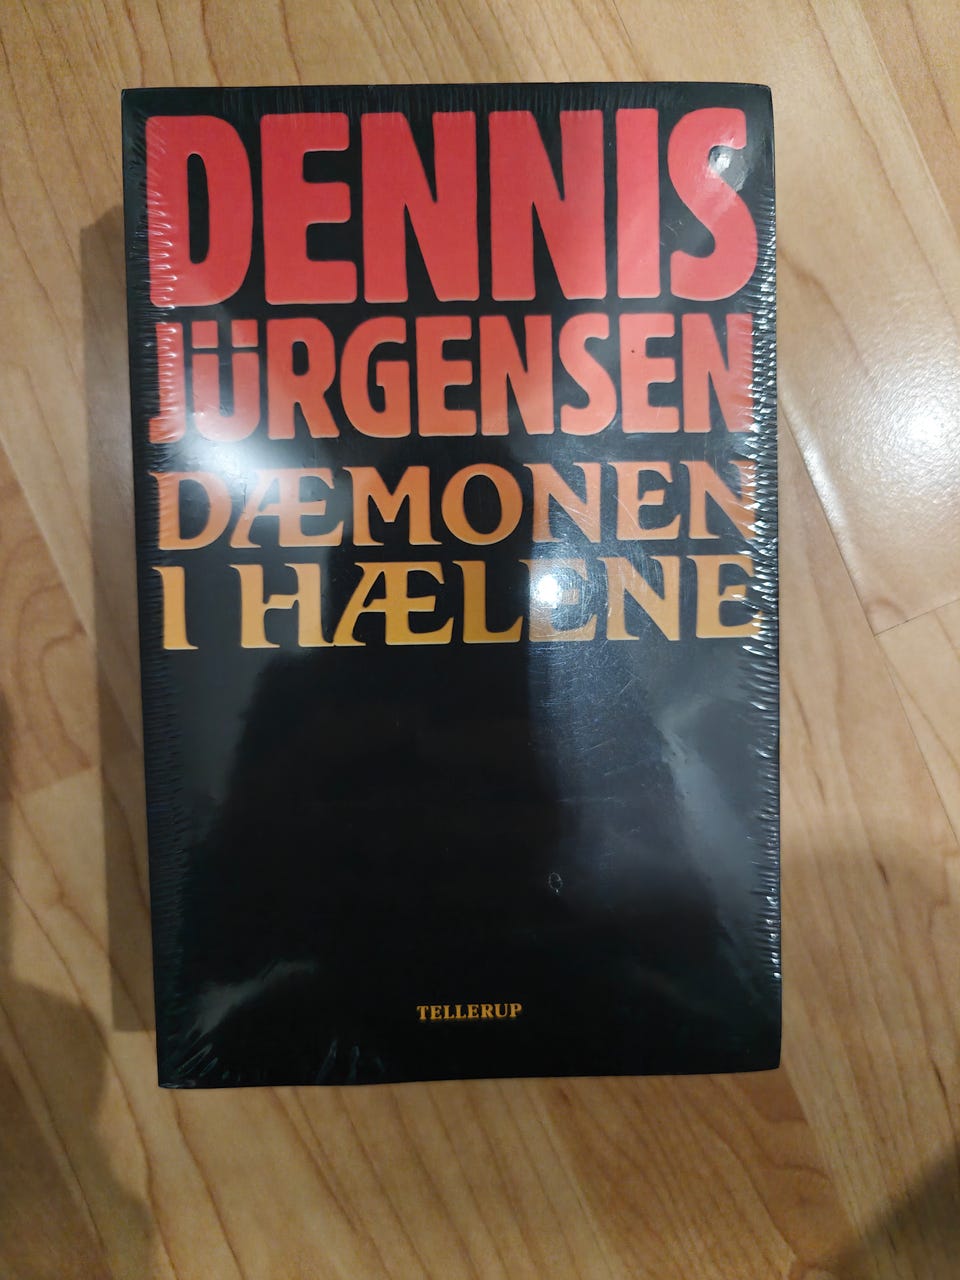 DENNIS
JÜRGENSEN
DÆMONEN
I HÆLENE
TELLERUP